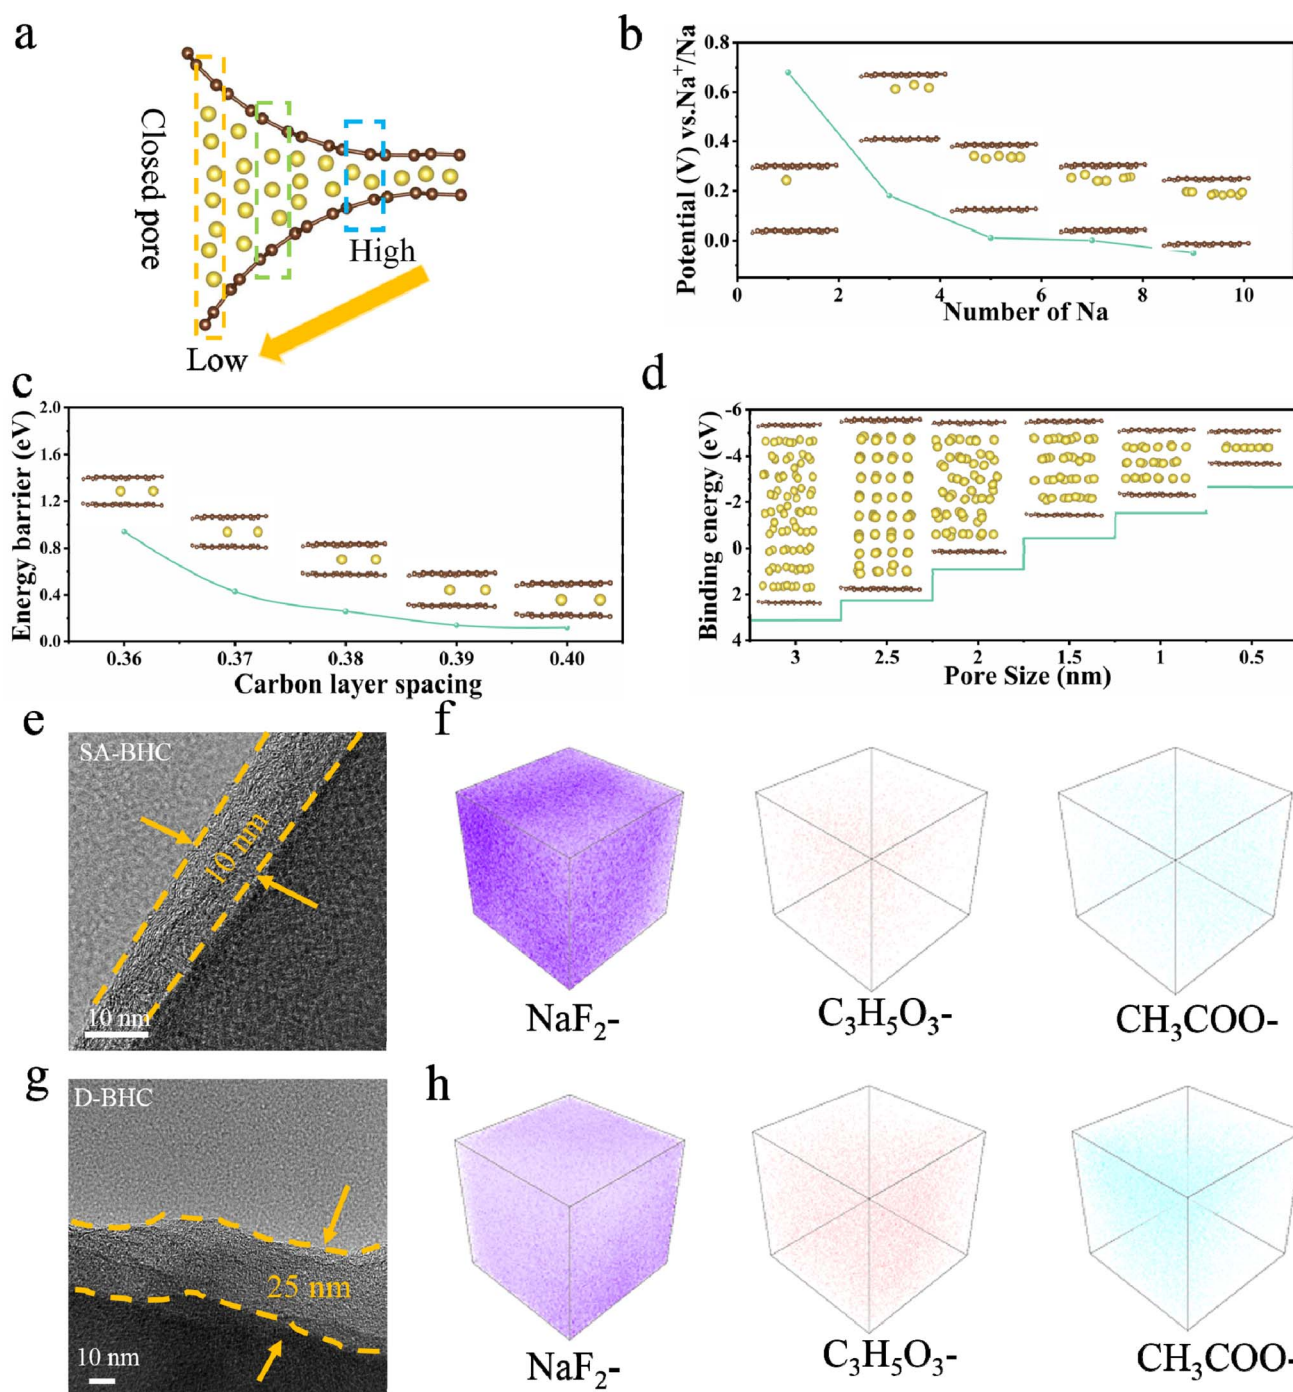 a
Closed pore
High
Low
b
Potential (V) vs.Na⁺/Na
0.8
0.6
0.4
0.2
0.0
0 2 4 6 8 10
Number of Na
c
Energy barrier (eV)
2.0
1.6
1.2
0.8
0.4
0.0
0.36 0.37 0.38 0.39 0.40
Carbon layer spacing
d
Binding energy (eV)
-6
-4
-2
0
2
4
3 2.5 2 1.5 1 0.5
Pore Size (nm)
e
SA-BHC
10 nm
10 nm
f
NaF₂-
C₃H₅O₃-
CH₃COO-
g
D-BHC
25 nm
10 nm
h
NaF₂-
C₃H₅O₃-
CH₃COO-